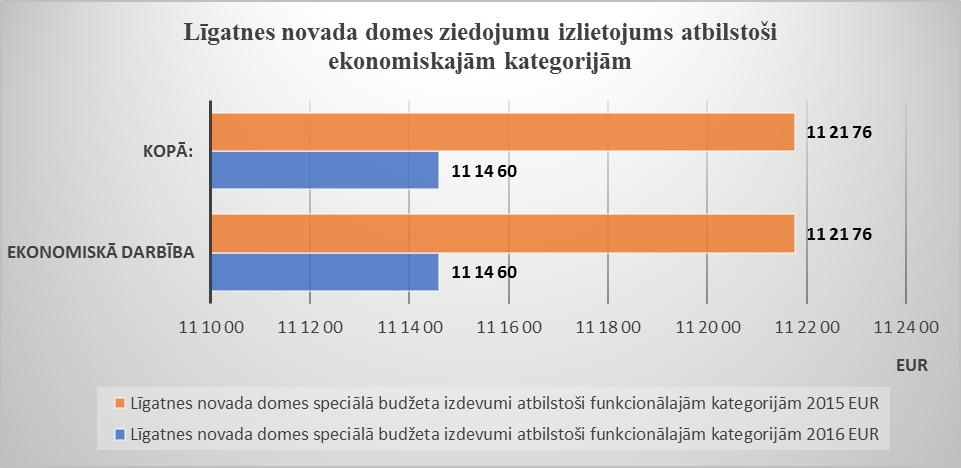 Līgatnes novada domes ziedojumu izlietojums atbilstoši
ekonomiskajām kategorijām
KOPĀ:
11 21 76
11 14 60
EKONOMISKĀ DARBĪBA
11 21 76
11 14 60
11 10 00 11 12 00 11 14 00 11 16 00 11 18 00 11 20 00 11 22 00 11 24 00
EUR
Līgatnes novada domes speciālā budžeta izdevumi atbilstoši funkcionālajām kategorijām 2015 EUR
Līgatnes novada domes speciālā budžeta izdevumi atbilstoši funkcionālajām kategorijām 2016 EUR